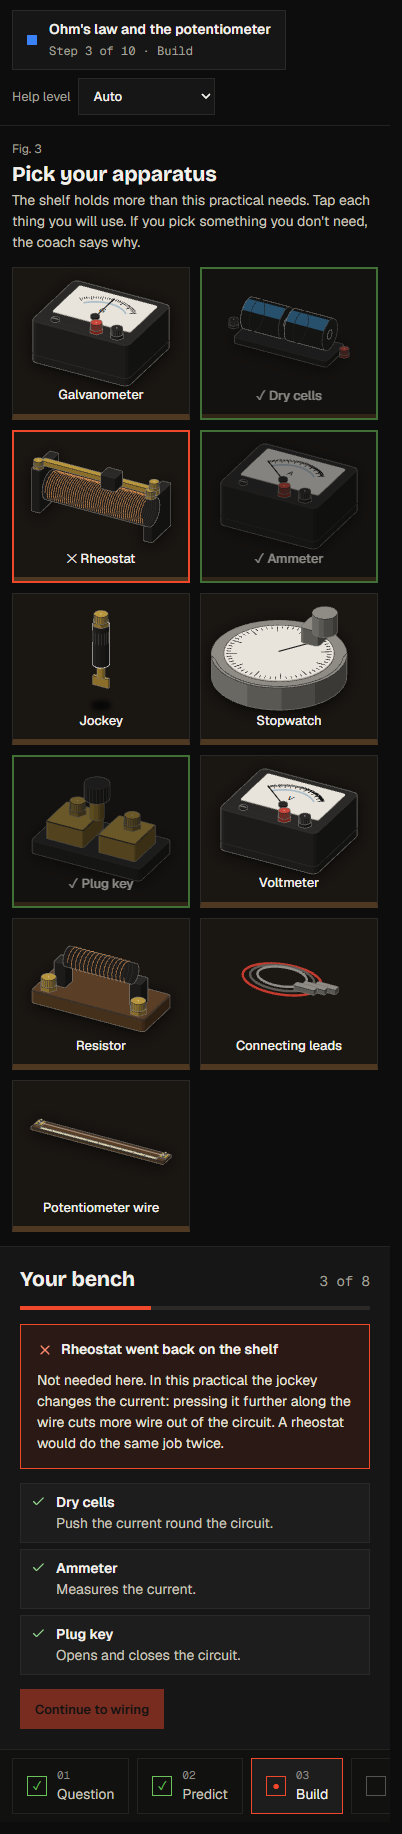 Ohm's law and the potentiometer
Step 3 of 10 · Build
Help level
Auto
Fig. 3
Pick your apparatus
The shelf holds more than this practical needs. Tap each
thing you will use. If you pick something you don't need,
the coach says why.
Galvanometer
✓ Dry cells
✕ Rheostat
A
✓ Ammeter
Jockey
Stopwatch
✓ Plug key
V
Voltmeter
Resistor
Connecting leads
Potentiometer wire
Your bench
3 of 8
✕ Rheostat went back on the shelf
Not needed here. In this practical the jockey
changes the current: pressing it further along the
wire cuts more wire out of the circuit. A rheostat
would do the same job twice.
✓ Dry cells
Push the current round the circuit.
✓ Ammeter
Measures the current.
✓ Plug key
Opens and closes the circuit.
Continue to wiring
01
✓ Question
02
✓ Predict
03
Build